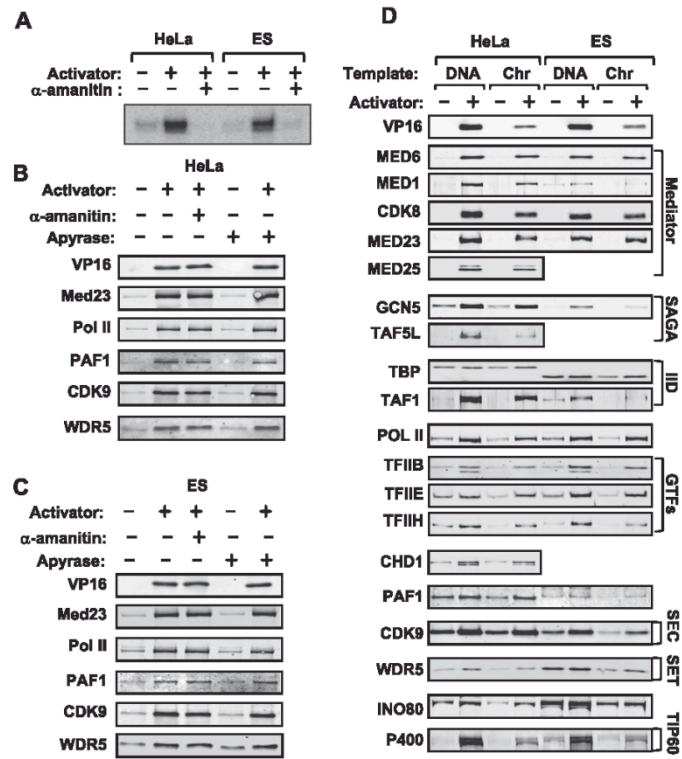 A
HeLa ES
Activator: – + + – + +
α-amanitin : – – + – – +
B
HeLa
Activator: – + + – +
α-amanitin: – – + – –
Apyrase: – – – + +
VP16
Med23
Pol II
PAF1
CDK9
WDR5
C
ES
Activator: – + + – +
α-amanitin: – – + – –
Apyrase: – – – + +
VP16
Med23
Pol II
PAF1
CDK9
WDR5
D
HeLa ES
Template: DNA Chr DNA Chr
Activator: – + – + – + – +
VP16
MED6
MED1
CDK8
MED23
MED25
Mediator
GCN5
TAF5L
SAGA
TBP
TAF1
IID
POL II
TFIIB
TFIIE
TFIIH
GTFs
CHD1
PAF1
CDK9
SEC
WDR5
SET
INO80
P400
TIP60